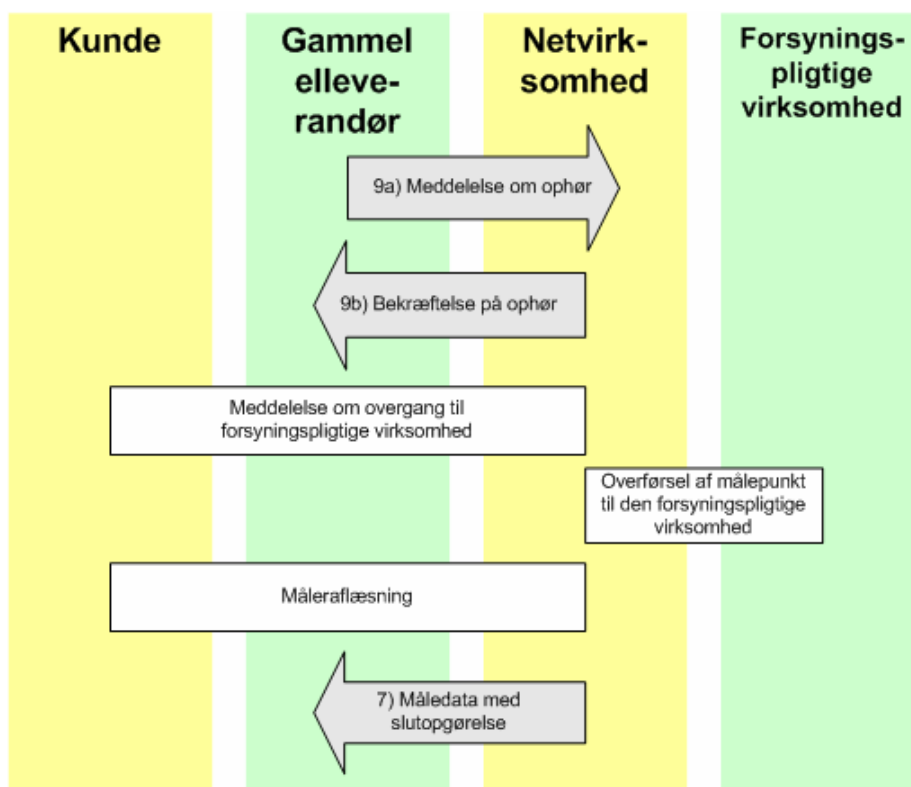 Kunde
Gammel
elleve-
randør
Netvirk-
somhed
Forsynings-
pligtige
virksomhed
9a) Meddelelse om ophør
9b) Bekræftelse på ophør
Meddelelse om overgang til
forsyningspligtige virksomhed
Overførsel af målepunkt
til den forsyningspligtige
virksomhed
Måleraflæsning
7) Måledata med
slutopgørelse